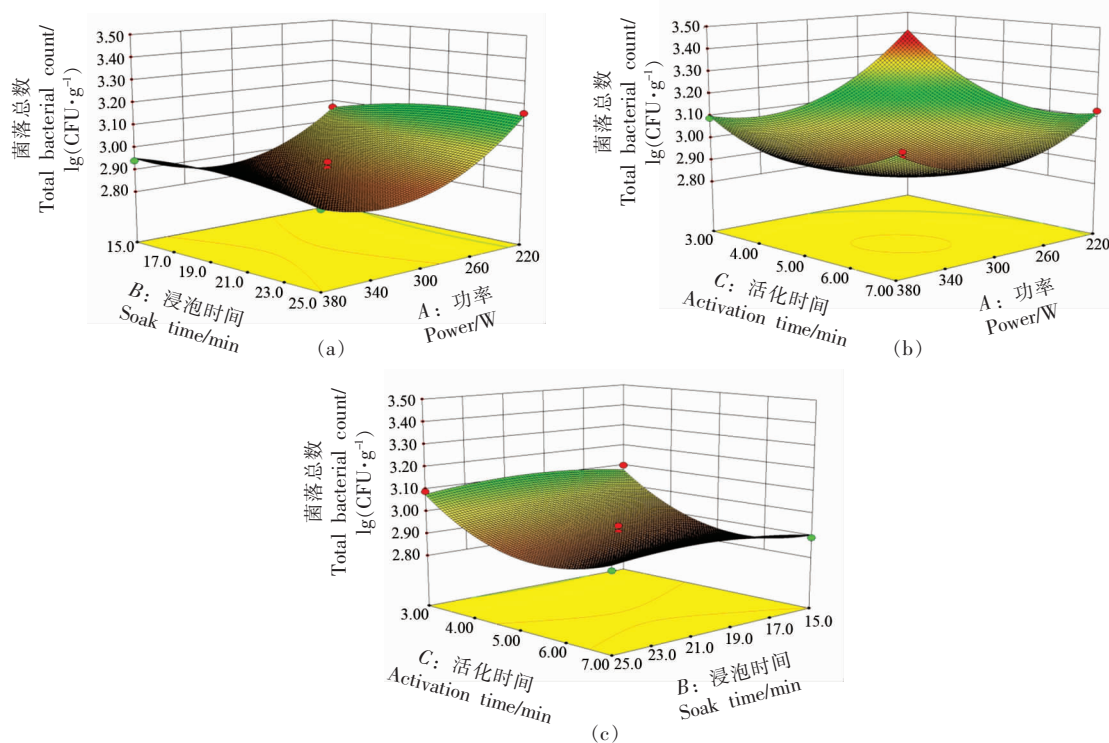 菌落总数
Total bacterial count/
lg(CFU·g⁻¹)
3.50
3.40
3.30
3.20
3.10
3.00
2.90
2.80
15.0
17.0
19.0
21.0
23.0
25.0
380
340
300
260
220
B：浸泡时间
Soak time/min
A：功率
Power/W
(a)
菌落总数
Total bacterial count/
lg(CFU·g⁻¹)
3.50
3.40
3.30
3.20
3.10
3.00
2.90
2.80
3.00
4.00
5.00
6.00
7.00
380
340
300
260
220
C：活化时间
Activation time/min
A：功率
Power/W
(b)
菌落总数
Total bacterial count/
lg(CFU·g⁻¹)
3.50
3.40
3.30
3.20
3.10
3.00
2.90
2.80
3.00
4.00
5.00
6.00
7.00
25.0
23.0
21.0
19.0
17.0
15.0
C：活化时间
Activation time/min
B：浸泡时间
Soak time/min
(c)